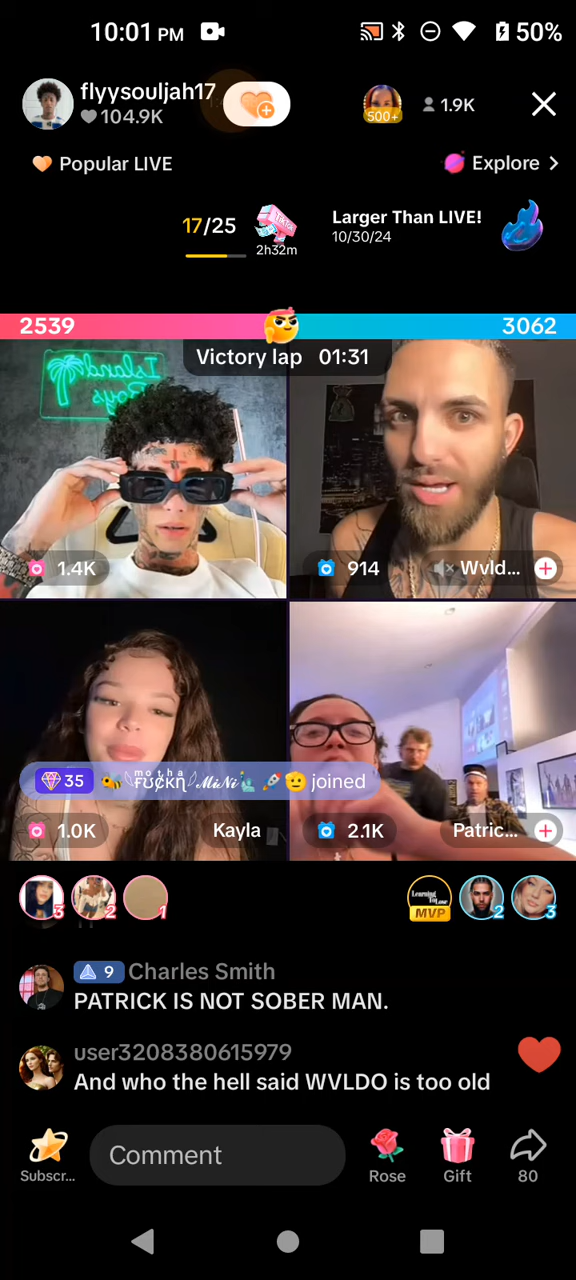 10:01 PM
50%
flyysouljah17
104.9K
500+
1.9K
Popular LIVE
Explore >
17/25
2h32m
Larger Than LIVE!
10/30/24
2539
3062
Victory lap 01:31
Island
Boys
1.4K
914
Wvld...
35
joined
1.0K
Kayla
2.1K
Patric...
3
2
1
MVP
2
3
9 Charles Smith
PATRICK IS NOT SOBER MAN.
user3208380615979
And who the hell said WVLDO is too old
Subscr...
Comment
Rose
Gift
80